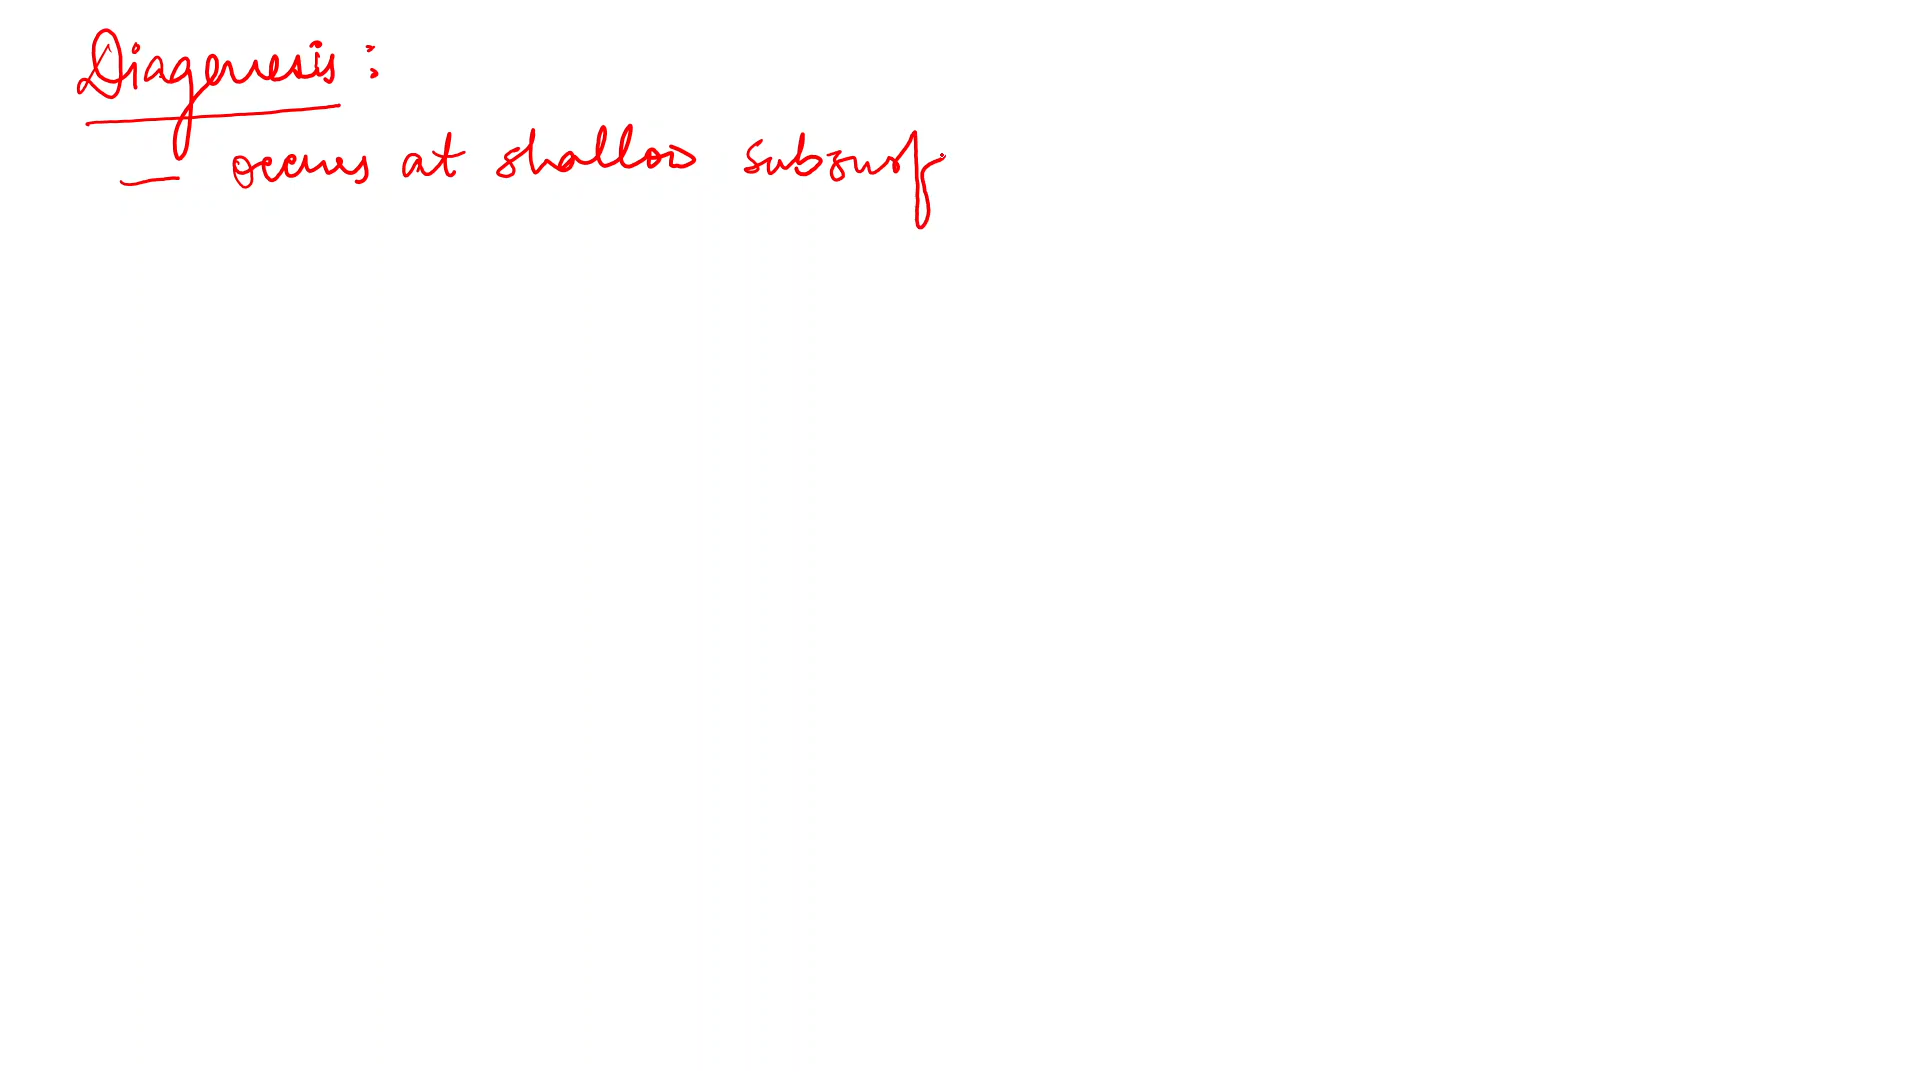 Diagenesis :
— occurs at shallow subsurf